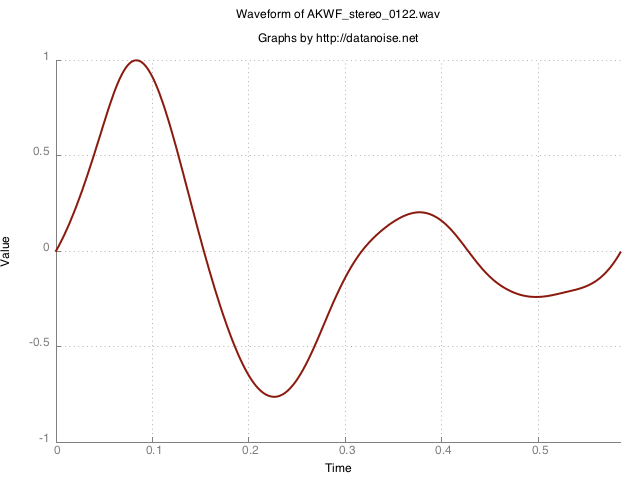 Waveform of AKWF_stereo_0122.wav
Graphs by http://datanoise.net
1
0.5
0
-0.5
-1
Value
0 0.1 0.2 0.3 0.4 0.5
Time